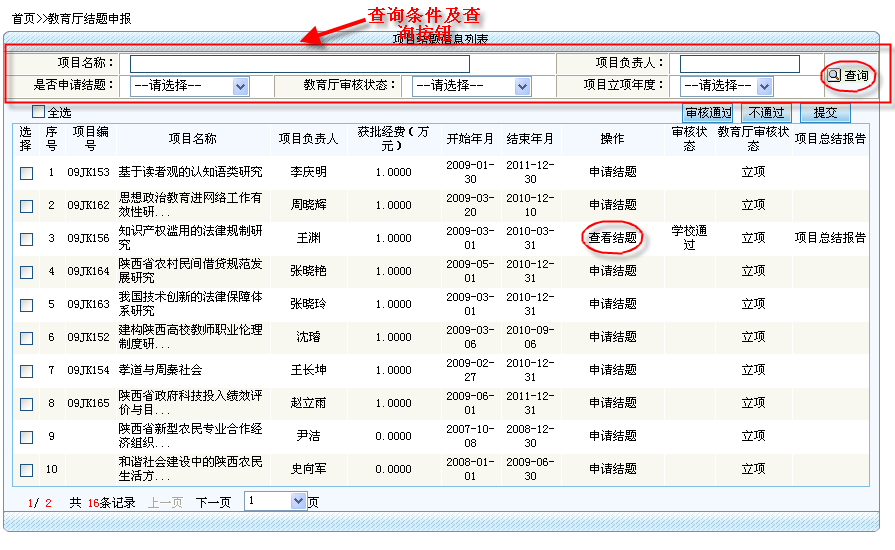 首页>>教育厅结题申报
查询条件及查
询按钮
项目结题信息列表
项目名称： 项目负责人：
是否申请结题： --请选择-- 教育厅审核状态： --请选择-- 项目立项年度： --请选择-- 查询
全选 审核通过 不通过 提交
选择 序号 项目编号 项目名称 项目负责人 获批经费(万元) 开始年月 结束年月 操作 审核状态 教育厅审核状态 项目总结报告
1 09JK153 基于读者观的认知语类研究 李庆明 1.0000 2009-01-30 2011-12-30 申请结题 立项
2 09JK162 思想政治教育进网络工作有效性研... 周晓辉 1.0000 2009-03-20 2010-12-10 申请结题 立项
3 09JK156 知识产权滥用的法律规制研究 王渊 1.0000 2009-03-01 2010-03-31 查看结题 学校通过 立项 项目总结报告
4 09JK164 陕西省农村民间借贷规范发展研究 张晓艳 1.0000 2009-05-01 2010-12-31 申请结题 立项
5 09JK163 我国技术创新的法律保障体系研究 张晓玲 1.0000 2009-03-01 2010-12-31 申请结题 立项
6 09JK152 建构陕西高校教师职业伦理制度研... 沈璿 1.0000 2009-03-06 2010-09-06 申请结题 立项
7 09JK154 孝道与周秦社会 王长坤 1.0000 2009-02-27 2010-12-31 申请结题 立项
8 09JK165 陕西省政府科技投入绩效评价与目... 赵立雨 1.0000 2009-06-01 2011-12-31 申请结题 立项
9 陕西省新型农民专业合作经济组织... 尹洁 0.0000 2007-10-08 2008-12-30 申请结题 立项
10 和谐社会建设中的陕西农民生活方... 史向军 0.0000 2008-01-01 2009-06-30 申请结题 立项
1/ 2 共 16条记录 上一页 下一页 1 页